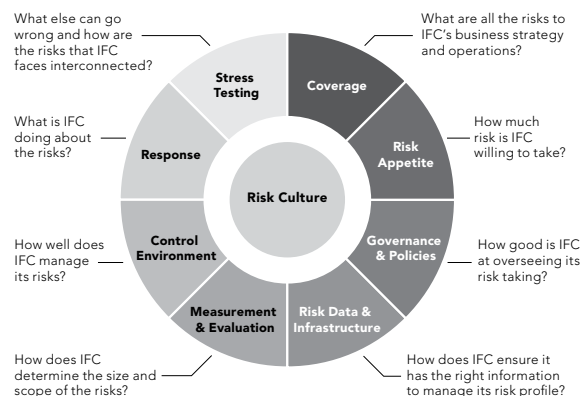 What else can go
wrong and how are
the risks that IFC
faces interconnected?
What are all the risks to
IFC's business strategy
and operations?
Stress
Testing
Coverage
What is IFC
doing about
the risks?
Response
Risk
Appetite
How much
risk is IFC
willing to take?
Risk Culture
How well does
IFC manage
its risks?
Control
Environment
Governance
& Policies
How good is IFC
at overseeing its
risk taking?
Measurement
& Evaluation
Risk Data &
Infrastructure
How does IFC
determine the size and
scope of the risks?
How does IFC ensure it
has the right information
to manage its risk profile?